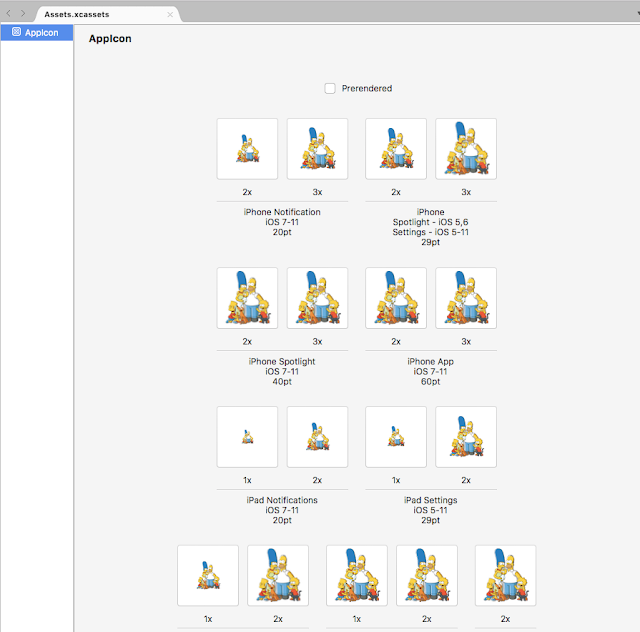 Assets.xcassets
AppIcon
AppIcon
Prerendered
2x 3x 2x 3x
iPhone Notification
iOS 7-11
20pt
iPhone
Spotlight - iOS 5,6
Settings - iOS 5-11
29pt
2x 3x 2x 3x
iPhone Spotlight
iOS 7-11
40pt
iPhone App
iOS 7-11
60pt
1x 2x 1x 2x
iPad Notifications
iOS 7-11
20pt
iPad Settings
iOS 5-11
29pt
1x 2x 1x 2x 2x